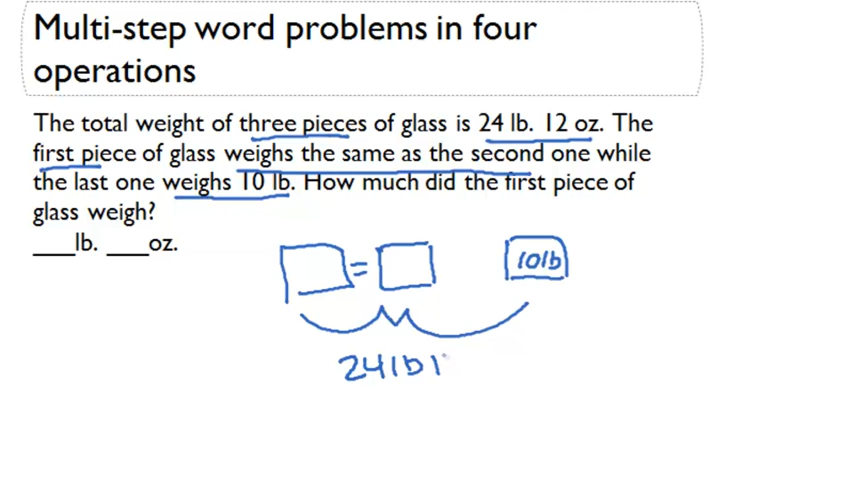 Multi-step word problems in four
operations
The total weight of three pieces of glass is 24 lb. 12 oz. The
first piece of glass weighs the same as the second one while
the last one weighs 10 lb. How much did the first piece of
glass weigh?
___lb. ___oz.
= 10lb
24lb 1